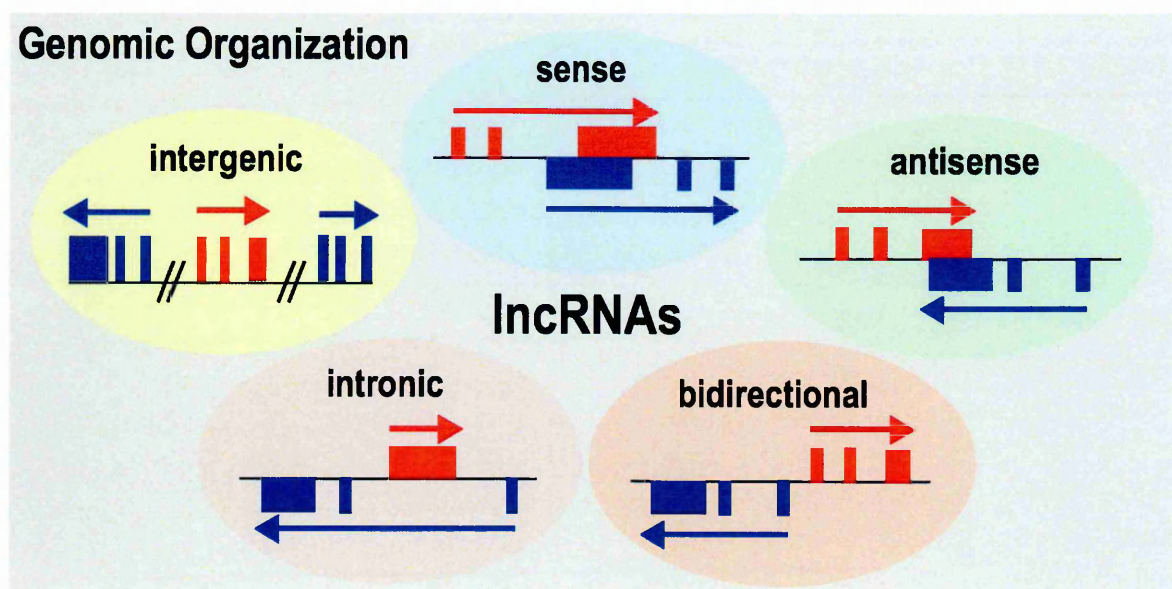 Genomic Organization
sense
intergenic
antisense
lncRNAs
intronic
bidirectional